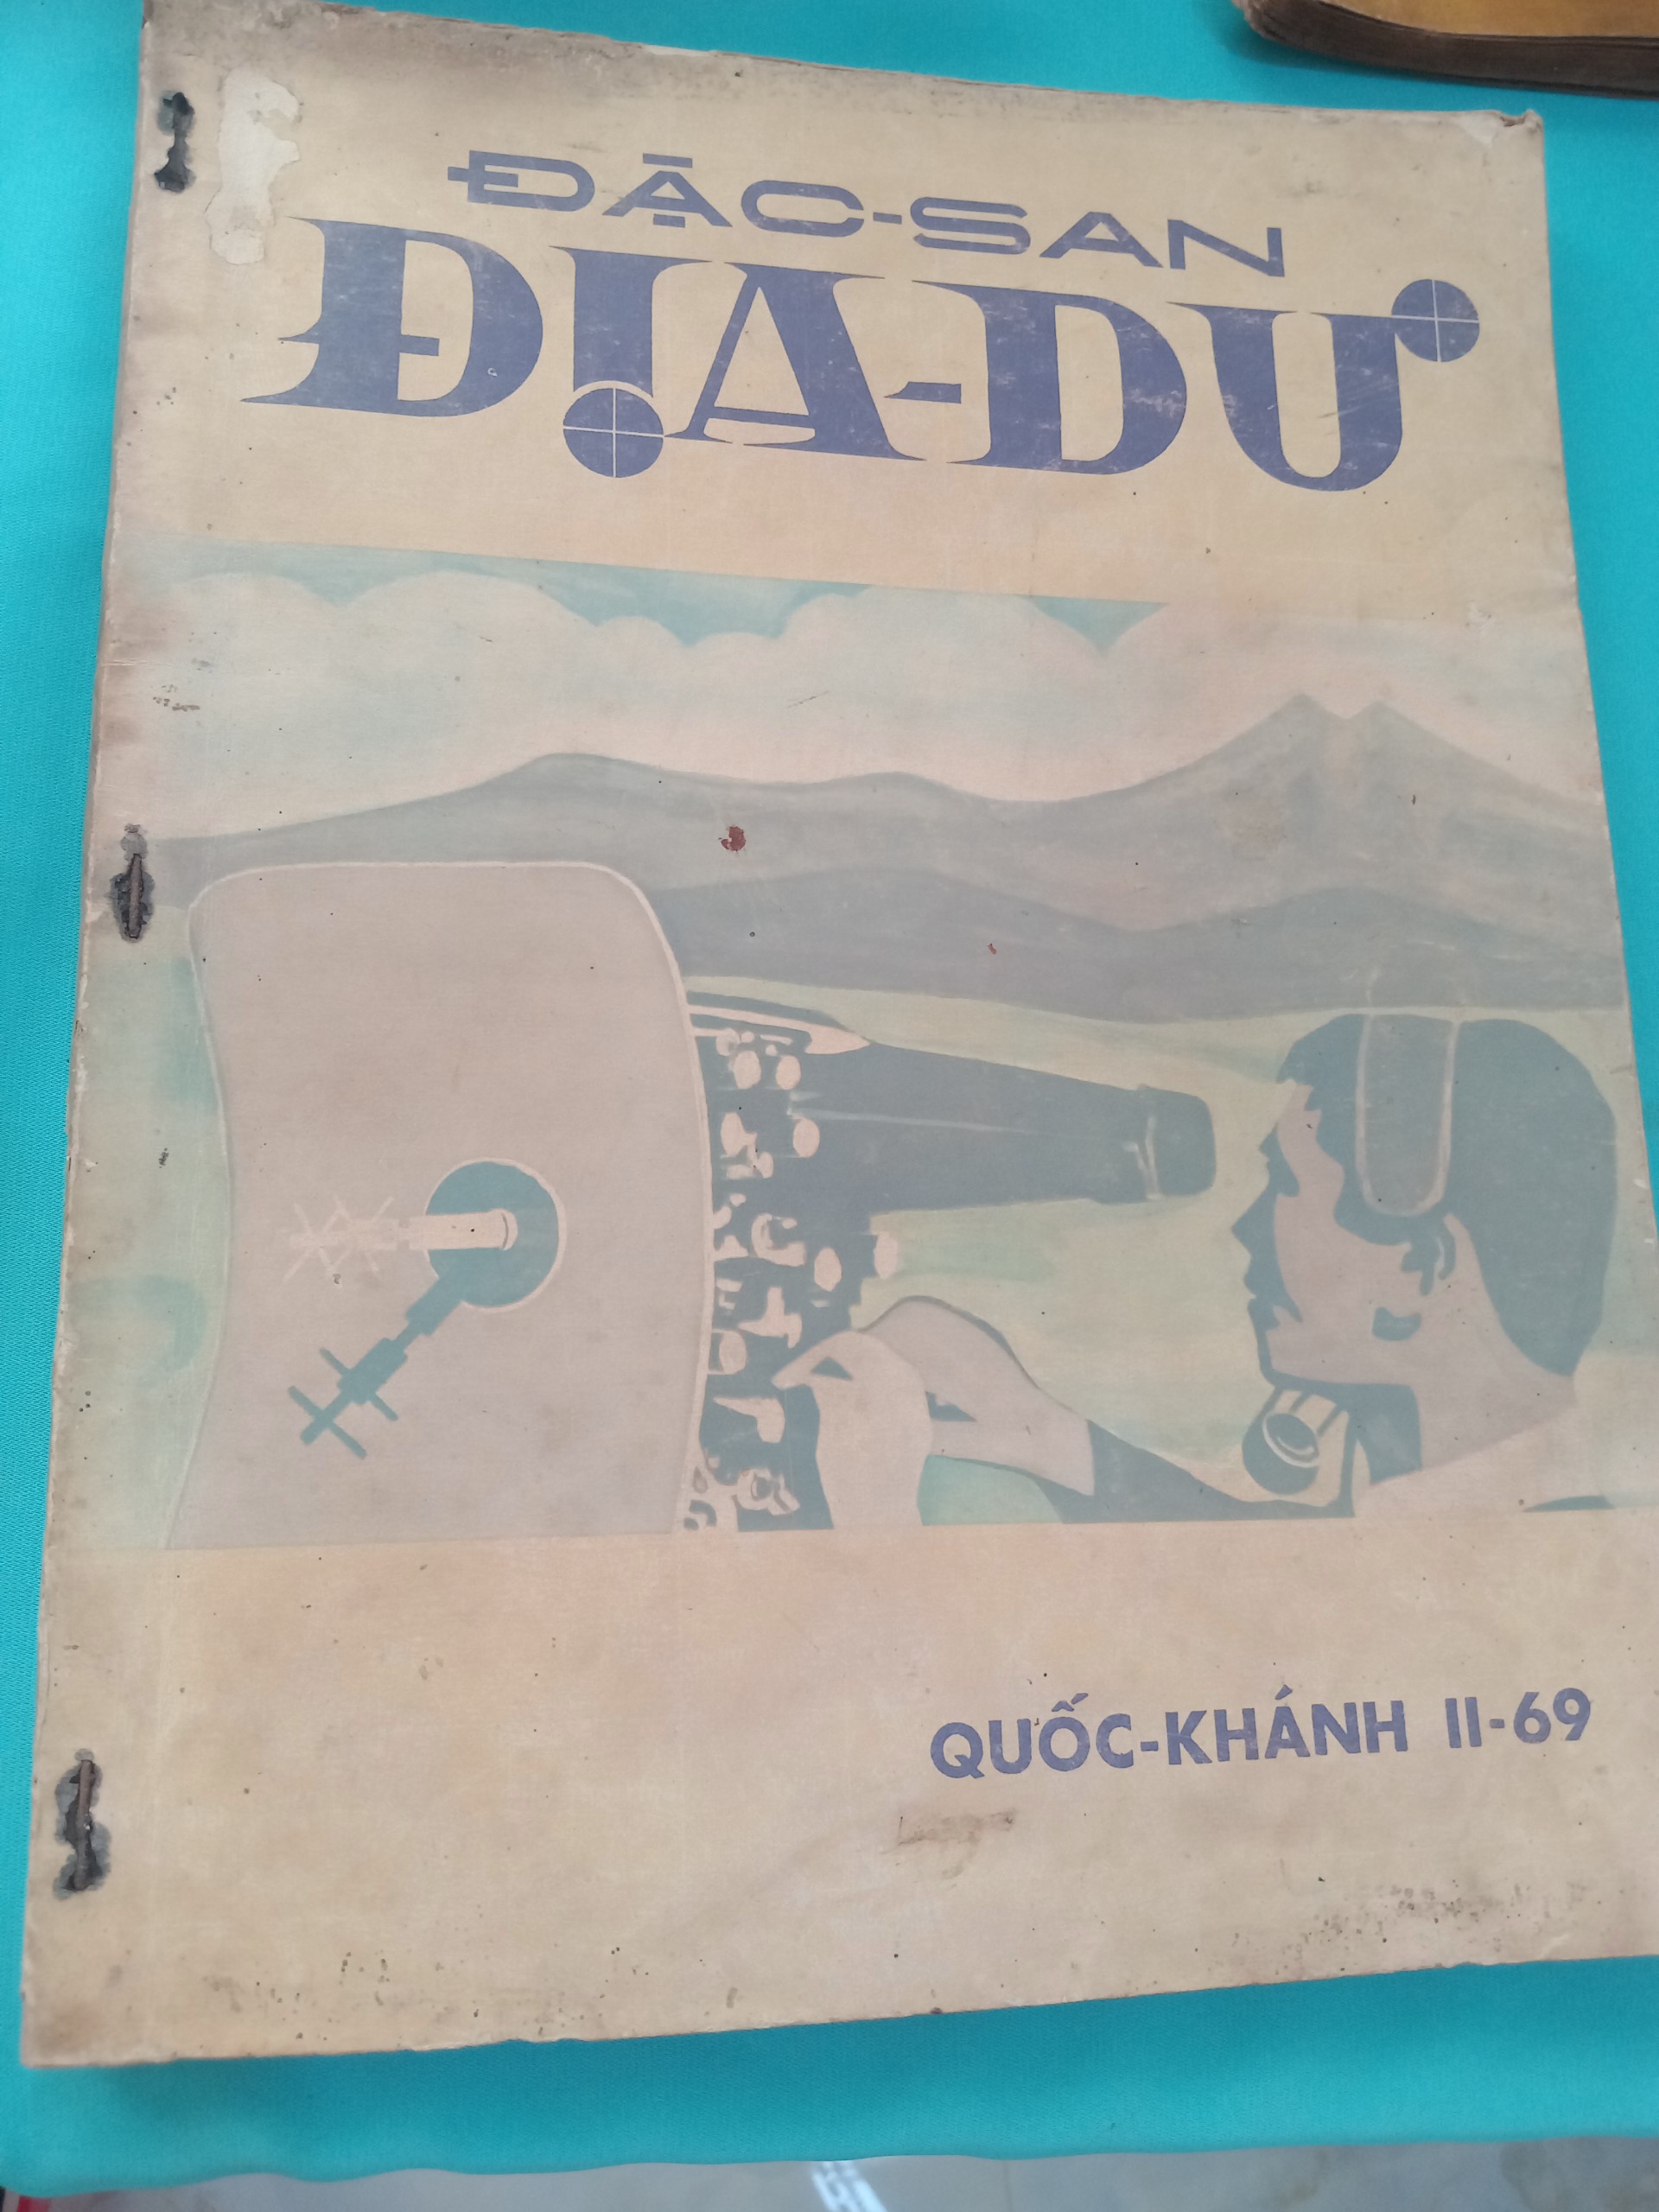 ĐẶC-SAN
ĐỊA-DƯ
QUỐC-KHÁNH 11-69